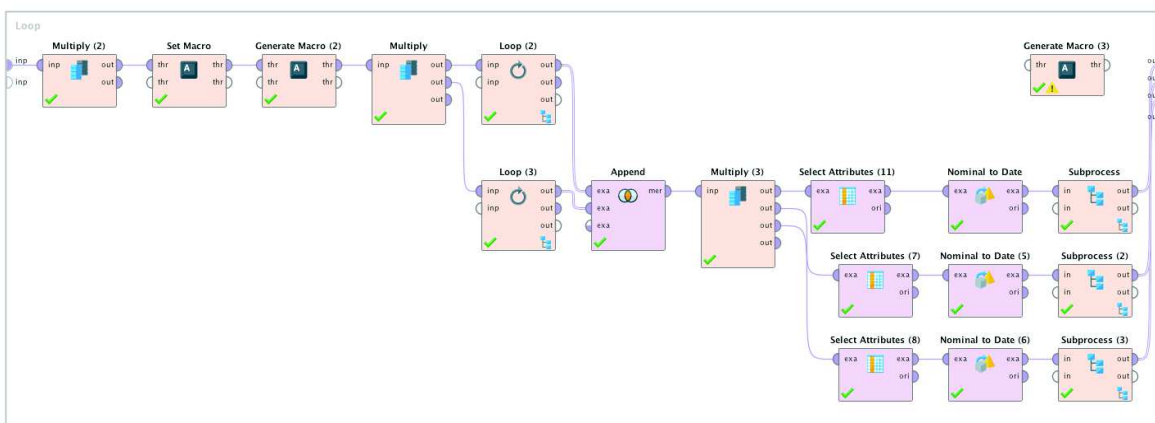 Loop
Multiply (2) Set Macro Generate Macro (2) Multiply Loop (2) Generate Macro (3)
inp inp out thr thr thr thr inp out inp out thr thr
inp out thr thr thr thr out inp out
out out
Loop (3) Append Multiply (3) Select Attributes (11) Nominal to Date Subprocess
inp out exa mer inp out exa exa exa exa in out
inp out exa out ori ori in out
out exa out
out
Select Attributes (7) Nominal to Date (5) Subprocess (2)
exa exa exa exa in out
ori ori in out
Select Attributes (8) Nominal to Date (6) Subprocess (3)
exa exa exa exa in out
ori ori in out